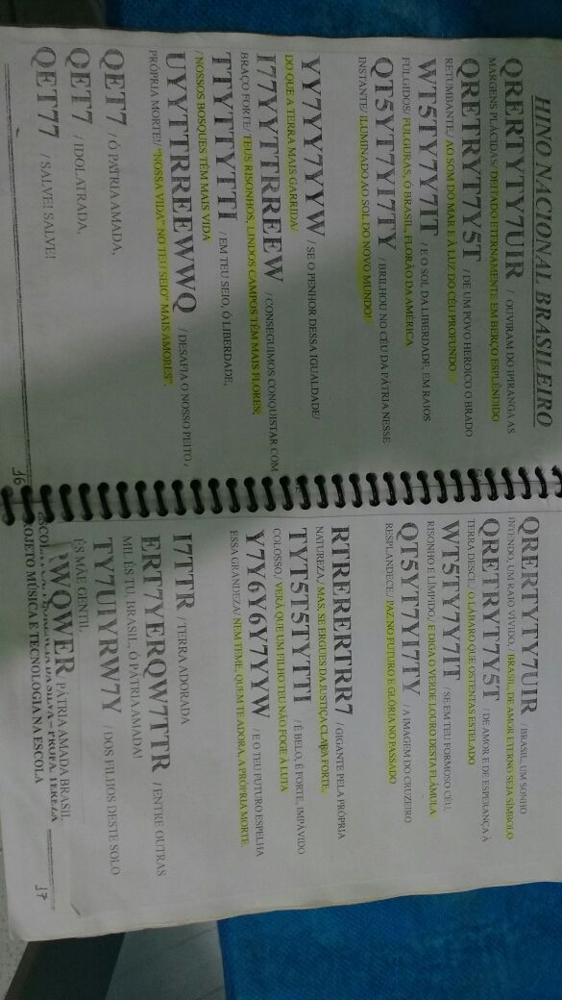 HINO NACIONAL BRASILEIRO
QRERTYTY7UIR / OUVIRAM DO IPIRANGA AS
MARGENS PLÁCIDAS/ DEITADO ETERNAMENTE EM BERÇO ESPLÊNDIDO
QRETRYT7Y5T / DE UM POVO HEROICO O BRADO
RETUMBANTE, / AO SOM DO MAR E À LUZ DO CÉU PROFUNDO
WT5TY7Y7IT / E O SOL DA LIBERDADE, EM RAIOS
FÚLGIDOS/ FULGURAS, Ó BRASIL, FLORÃO DA AMÉRICA
QT5YT7YI7TY / BRILHOU NO CÉU DA PÁTRIA NESSE
INSTANTE/ ILUMINADO AO SOL DO NOVO MUNDO!
YY7YY7YYW / SE O PENHOR DESSA IGUALDADE/
DO QUE A TERRA MAIS GARRIDA/
I77YYTTRREEW / CONSEGUIMOS CONQUISTAR COM
BRAÇO FORTE/ TEUS RISONHOS, LINDOS CAMPOS TÊM MAIS FLORES;
TTYTTYTTI / EM TEU SEIO, Ó LIBERDADE,
/ NOSSOS BOSQUES TÊM MAIS VIDA
UYYTTRREEWWQ / DESAFIA O NOSSO PEITO ,
PRÓPRIA MORTE!/ "NOSSA VIDA" NO TEU SEIO" MAIS AMORES".
QET7 / Ó PÁTRIA AMADA,
QET7 / IDOLATRADA,
QET77 / SALVE! SALVE!
16
QRERTYTY7UIR / BRASIL, UM SONHO
INTENDO, UM RAIO VÍVIDO, / BRASIL, DE AMOR ETERNO SEJA SÍMBOLO
QRETRYT7Y5T / DE AMOR E DE ESPERANÇA À
TERRA DESCE, / O LÁBARO QUE OSTENTAS ESTELADO
WT5TY7Y7IT / SE EM TEU FORMOSO CÉU,
RISONHO E LÍMPIDO, / E DIGA O VERDE LOURO DESTA FLÂMULA
QT5YT7YI7TY / A IMAGEM DO CRUZEIRO
RESPLANDECE,/ PAZ NO FUTURO E GLÓRIA NO PASSADO
RTRERERTRR7 / GIGANTE PELA PRÓPRIA
NATUREZA,/ MAS, SE ERGUES DA JUSTIÇA CLAVA FORTE,
TYT5T5TYTTI / É BELO, É FORTE, IMPÁVIDO
COLOSSO,/ VERÁ QUE UM FILHO TEU NÃO FOGE À LUTA
Y7Y6Y6Y7YYW / E O TEU FUTURO ESPELHA
ESSA GRANDEZA/ NEM TEME, QUEM TE ADORA, A PRÓPRIA MORTE.
I7TTR / TERRA ADORADA
ERT7YERQW7TTR / ENTRE OUTRAS
MIL ÉS TU, BRASIL, Ó PÁTRIA AMADA!
TY7UIYRW7Y / DOS FILHOS DESTE SOLO
ÉS MÃE GENTIL
RWQWER / PÁTRIA AMADA BRASIL
DA SILVA – PROFA. TEREZA
ROJETO MÚSICA E TECNOLOGIA NA ESCOLA
17